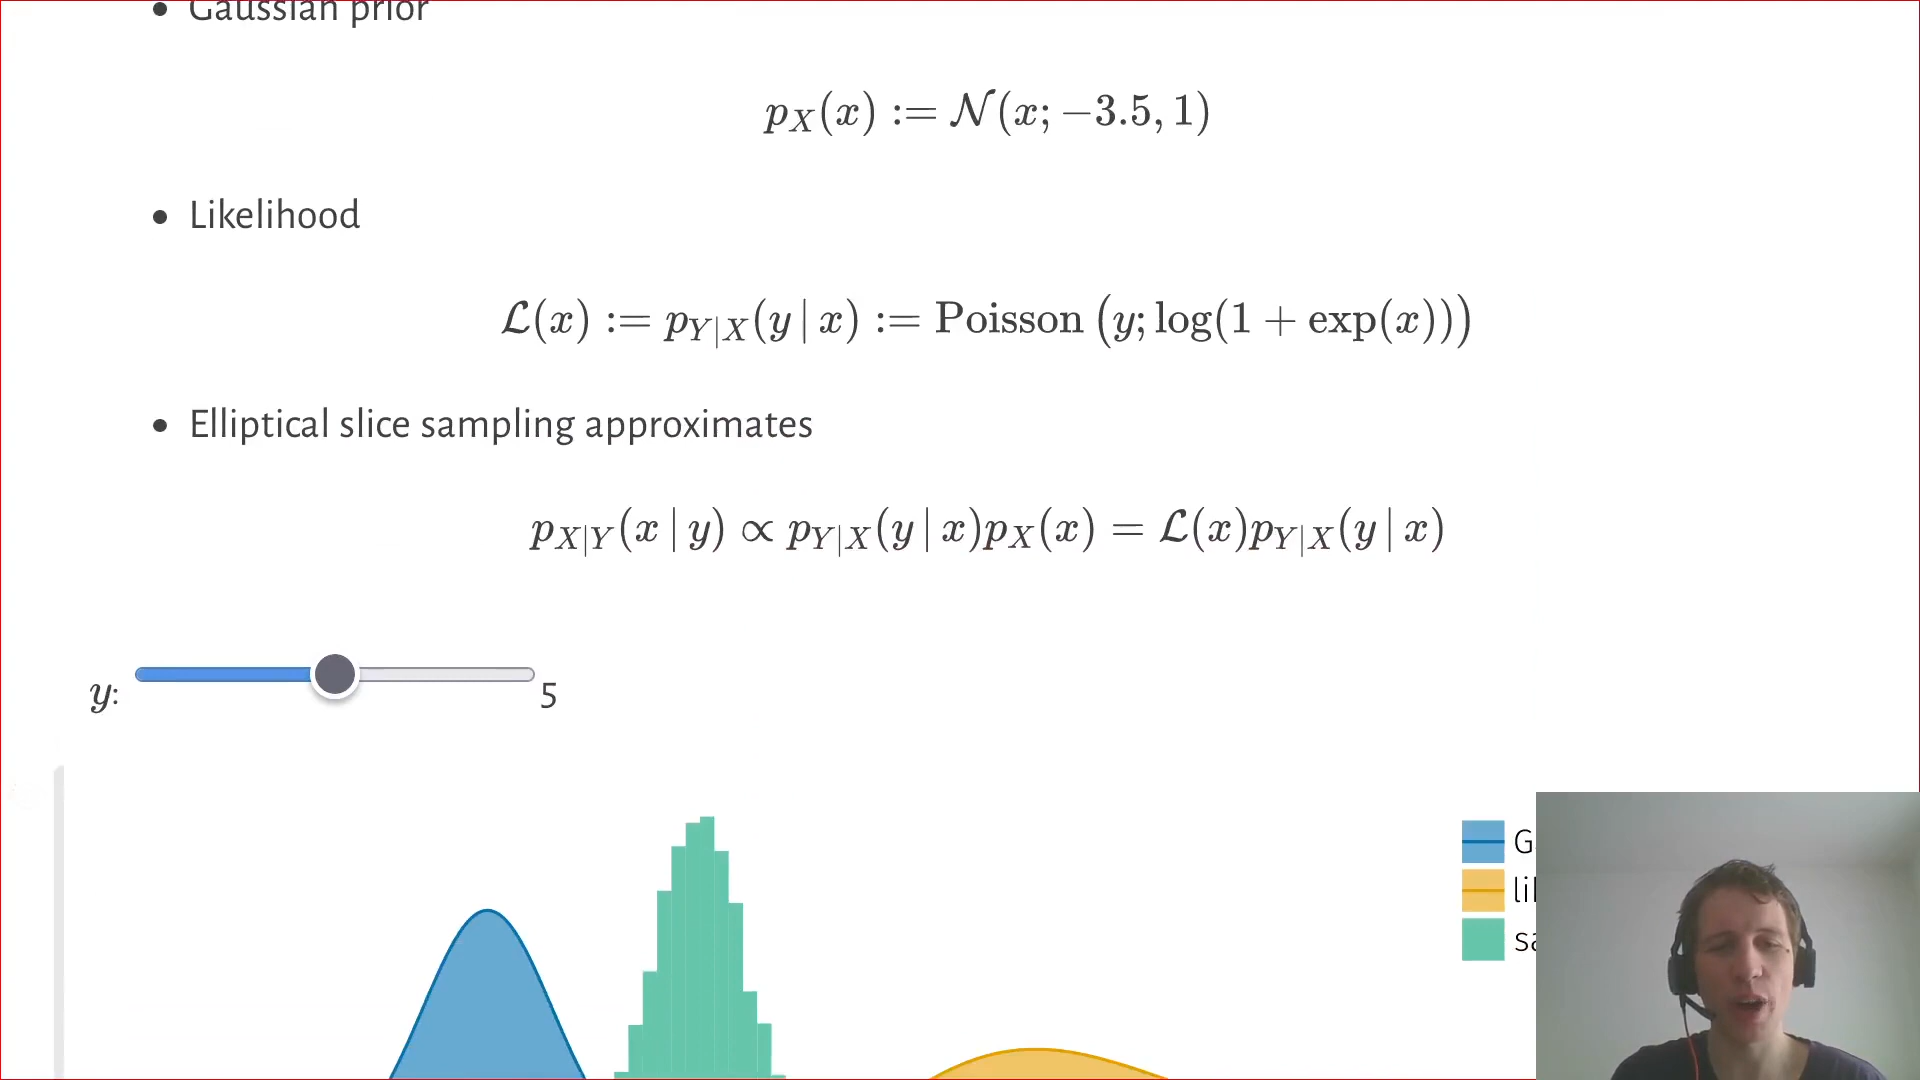 Gaussian prior
p_X(x) := 𝒩(x; −3.5, 1)
Likelihood
ℒ(x) := p_{Y|X}(y | x) := Poisson (y; log(1 + exp(x)))
Elliptical slice sampling approximates
p_{X|Y}(x | y) ∝ p_{Y|X}(y | x)p_X(x) = ℒ(x)p_{Y|X}(y | x)
y: 5